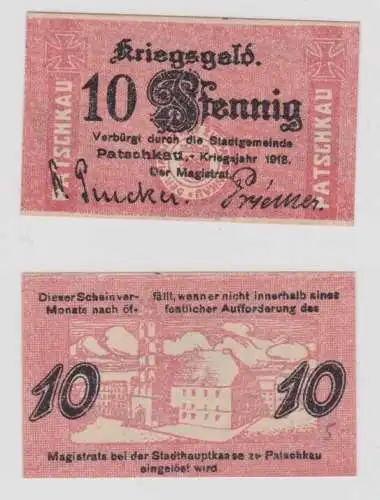 Kriegsgeld.
PATSCHKAU
10 Pfennig
PATSCHKAU
Verbürgt durch die Stadtgemeinde
Patschkau, Kriegsjahr 1918.
Der Magistrat.
Dieser Schein ver- fällt, wenn er nicht innerhalb eines
Monats nach öf- fentlicher Aufforderung des
10 10
5
Magistrats bei der Stadthauptkasse zu Patschkau
eingelöst wird